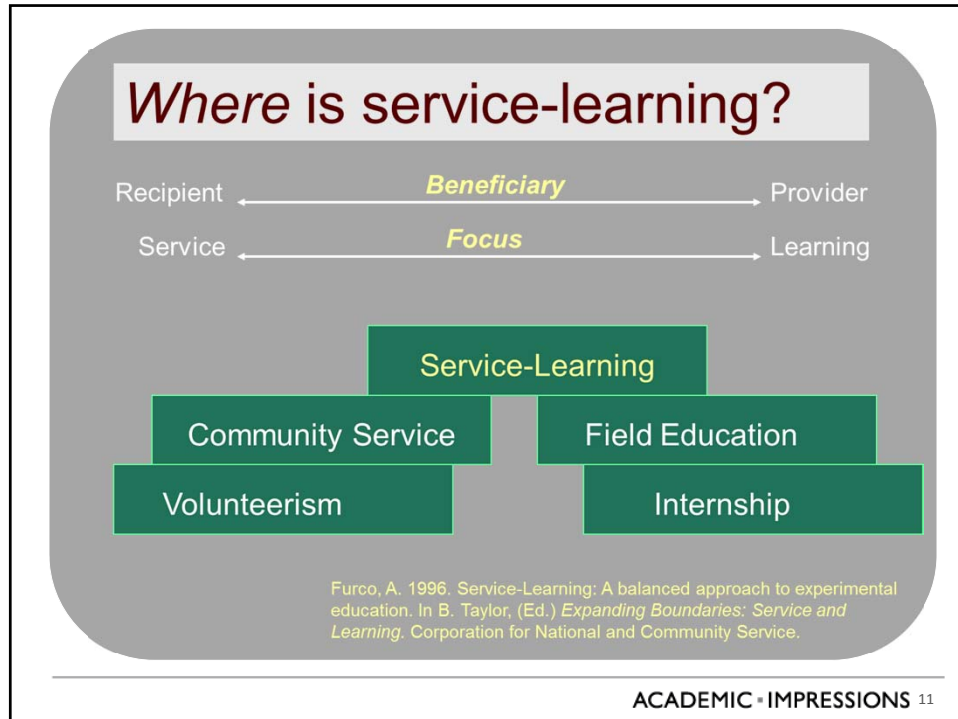 Where is service-learning?
Recipient Beneficiary Provider
Service Focus Learning
Service-Learning
Community Service Field Education
Volunteerism Internship
Furco, A. 1996. Service-Learning: A balanced approach to experimental
education. In B. Taylor, (Ed.) Expanding Boundaries: Service and
Learning. Corporation for National and Community Service.
ACADEMIC ▪ IMPRESSIONS 11